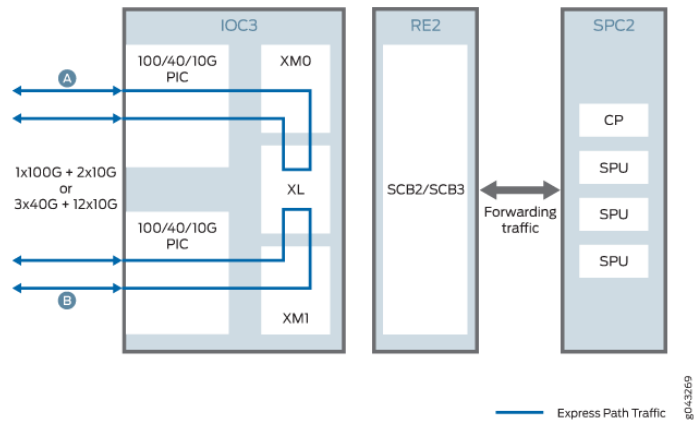 IOC3
RE2
SPC2
100/40/10G
PIC
XM0
A
CP
1x100G + 2x10G
or
3x40G + 12x10G
XL
SCB2/SCB3
SPU
Forwarding
traffic
SPU
100/40/10G
PIC
SPU
B
XM1
Express Path Traffic
g043269